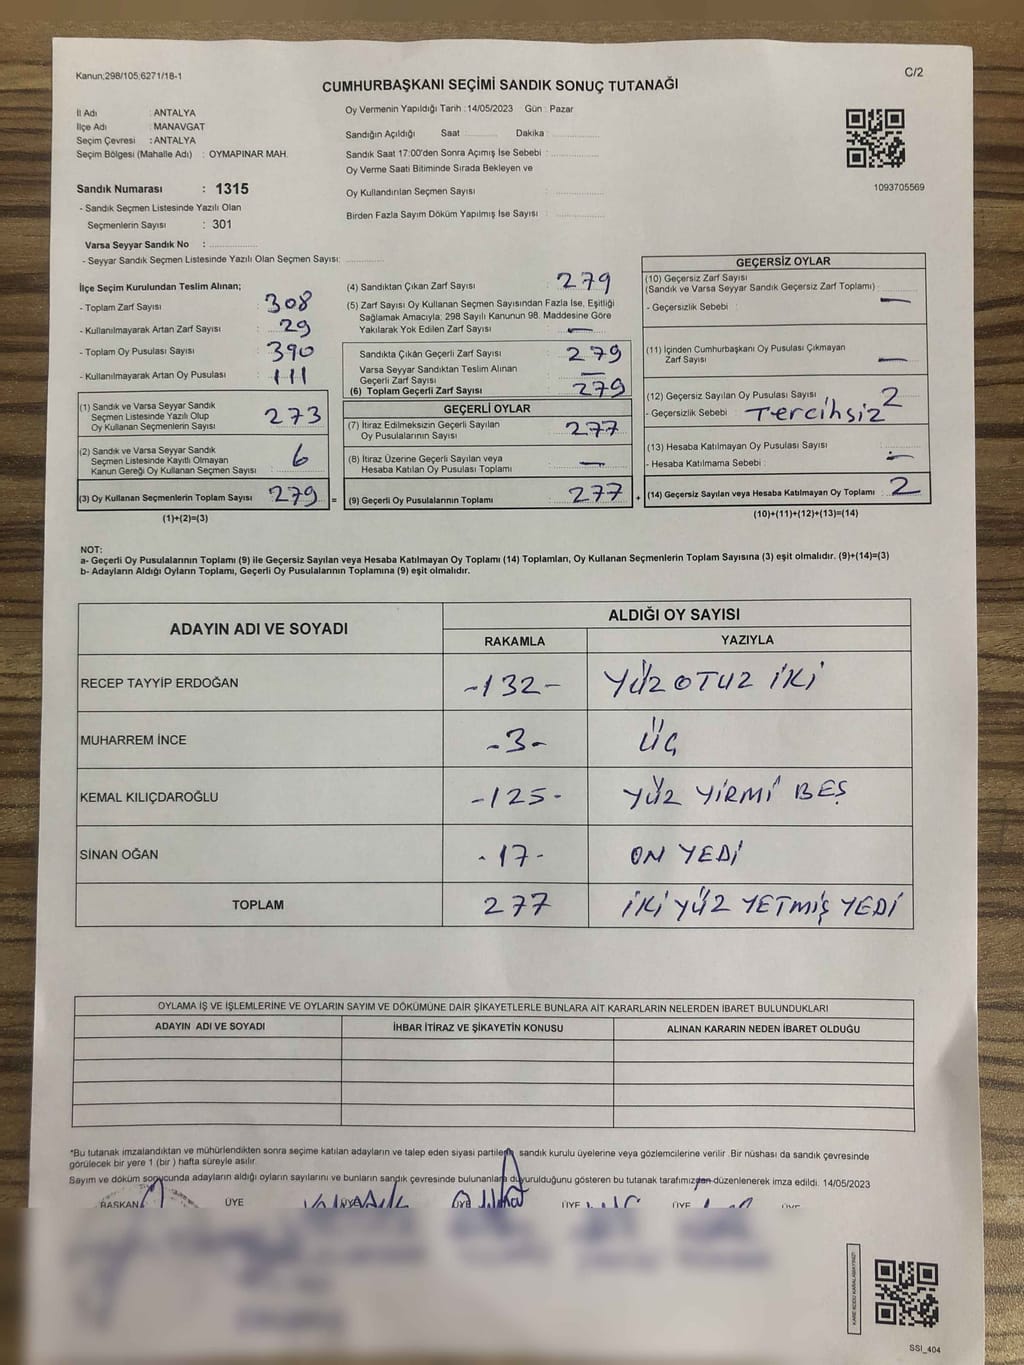 Kanun;298/105;6271/18-1
C/2
CUMHURBAŞKANI SEÇİMİ SANDIK SONUÇ TUTANAĞI
İl Adı : ANTALYA
İlçe Adı : MANAVGAT
Seçim Çevresi : ANTALYA
Seçim Bölgesi (Mahalle Adı) : OYMAPINAR MAH.
Sandık Numarası : 1315
- Sandık Seçmen Listesinde Yazılı Olan
Seçmenlerin Sayısı : 301
Varsa Seyyar Sandık No :
- Seyyar Sandık Seçmen Listesinde Yazılı Olan Seçmen Sayısı:
Oy Vermenin Yapıldığı Tarih : 14/05/2023 Gün : Pazar
Sandığın Açıldığı Saat : Dakika :
Sandık Saat 17:00'den Sonra Açımış İse Sebebi :
Oy Verme Saati Bitiminde Sırada Bekleyen ve
Oy Kullandırılan Seçmen Sayısı :
Birden Fazla Sayım Döküm Yapılmış İse Sayısı :
1093705569
İlçe Seçim Kurulundan Teslim Alınan;
- Toplam Zarf Sayısı : 308
- Kullanılmayarak Artan Zarf Sayısı : 29
- Toplam Oy Pusulası Sayısı : 390
- Kullanılmayarak Artan Oy Pusulası : 111
(1) Sandık ve Varsa Seyyar Sandık
Seçmen Listesinde Yazılı Olup
Oy Kullanan Seçmenlerin Sayısı : 273
(2) Sandık ve Varsa Seyyar Sandık
Seçmen Listesinde Kayıtlı Olmayan
Kanun Gereği Oy Kullanan Seçmen Sayısı : 6
(3) Oy Kullanan Seçmenlerin Toplam Sayısı : 279 =
(1)+(2)=(3)
(4) Sandıktan Çıkan Zarf Sayısı : 279
(5) Zarf Sayısı Oy Kullanan Seçmen Sayısından Fazla İse, Eşitliği
Sağlamak Amacıyla; 298 Sayılı Kanunun 98. Maddesine Göre
Yakılarak Yok Edilen Zarf Sayısı : —
Sandıkta Çıkan Geçerli Zarf Sayısı : 279
Varsa Seyyar Sandıktan Teslim Alınan
Geçerli Zarf Sayısı : —
(6) Toplam Geçerli Zarf Sayısı : 279
GEÇERLİ OYLAR
(7) İtiraz Edilmeksizin Geçerli Sayılan
Oy Pusulalarının Sayısı : 277
(8) İtiraz Üzerine Geçerli Sayılan veya
Hesaba Katılan Oy Pusulası Toplamı : —
(9) Geçerli Oy Pusulalarının Toplamı : 277 +
GEÇERSİZ OYLAR
(10) Geçersiz Zarf Sayısı
(Sandık ve Varsa Seyyar Sandık Geçersiz Zarf Toplamı) : —
- Geçersizlik Sebebi :
(11) İçinden Cumhurbaşkanı Oy Pusulası Çıkmayan
Zarf Sayısı : —
(12) Geçersiz Sayılan Oy Pusulası Sayısı : 2
- Geçersizlik Sebebi : Tercihsiz
(13) Hesaba Katılmayan Oy Pusulası Sayısı : —
- Hesaba Katılmama Sebebi :
(14) Geçersiz Sayılan veya Hesaba Katılmayan Oy Toplamı : 2
(10)+(11)+(12)+(13)=(14)
NOT:
a- Geçerli Oy Pusulalarının Toplamı (9) ile Geçersiz Sayılan veya Hesaba Katılmayan Oy Toplamı (14) Toplamları, Oy Kullanan Seçmenlerin Toplam Sayısına (3) eşit olmalıdır. (9)+(14)=(3)
b- Adayların Aldığı Oyların Toplamı, Geçerli Oy Pusulalarının Toplamına (9) eşit olmalıdır.
ADAYIN ADI VE SOYADI ALDIĞI OY SAYISI
RAKAMLA YAZIYLA
RECEP TAYYİP ERDOĞAN -132- YÜZ OTUZ İKİ
MUHARREM İNCE -3- ÜÇ
KEMAL KILIÇDAROĞLU -125- YÜZ YİRMİ BEŞ
SİNAN OĞAN -17- ON YEDİ
TOPLAM 277 İKİ YÜZ YETMİŞ YEDİ
OYLAMA İŞ VE İŞLEMLERİNE VE OYLARIN SAYIM VE DÖKÜMÜNE DAİR ŞİKAYETLERLE BUNLARA AİT KARARLARIN NELERDEN İBARET BULUNDUKLARI
ADAYIN ADI VE SOYADI İHBAR İTİRAZ VE ŞİKAYETİN KONUSU ALINAN KARARIN NEDEN İBARET OLDUĞU
*Bu tutanak imzalandıktan ve mühürlendikten sonra seçime katılan adayların ve talep eden siyasi partilerin sandık kurulu üyelerine veya gözlemcilerine verilir .Bir nüshası da sandık çevresinde
görülecek bir yere 1 (bir ) hafta süreyle asılır.
Sayım ve döküm sonucunda adayların aldığı oyların sayılarını ve bunların sandık çevresinde bulunanlara duyurulduğunu gösteren bu tutanak tarafımızdan düzenlenerek imza edildi. 14/05/2023
BAŞKAN ÜYE ÜYE ÜYE ÜYE ÜYE ÜYE
SSI_404